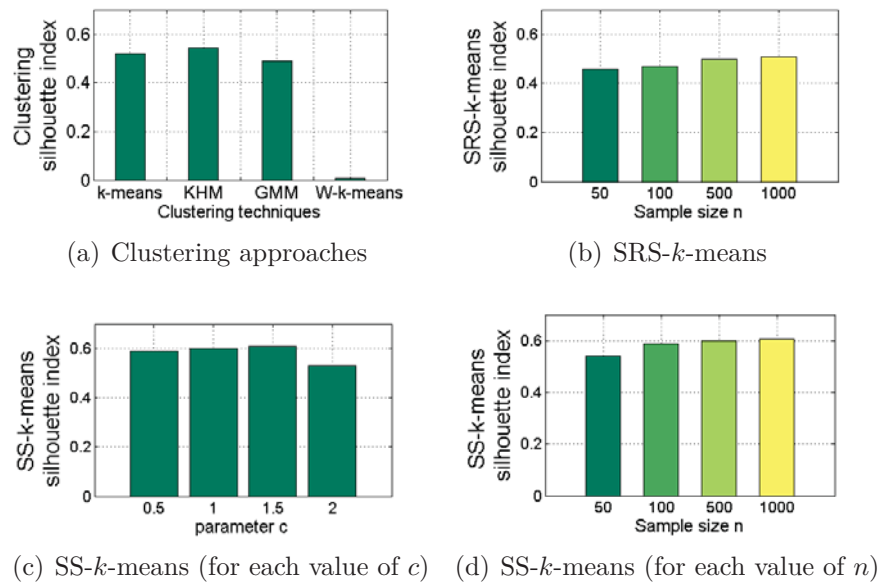 Clustering
silhouette index
0.6
0.4
0.2
0
k-means KHM GMM W-k-means
Clustering techniques
(a) Clustering approaches
SRS-k-means
silhouette index
0.6
0.4
0.2
0
50 100 500 1000
Sample size n
(b) SRS-k-means
SS-k-means
silhouette index
0.6
0.4
0.2
0
0.5 1 1.5 2
parameter c
(c) SS-k-means (for each value of c)
SS-k-means
silhouette index
0.6
0.4
0.2
0
50 100 500 1000
Sample size n
(d) SS-k-means (for each value of n)